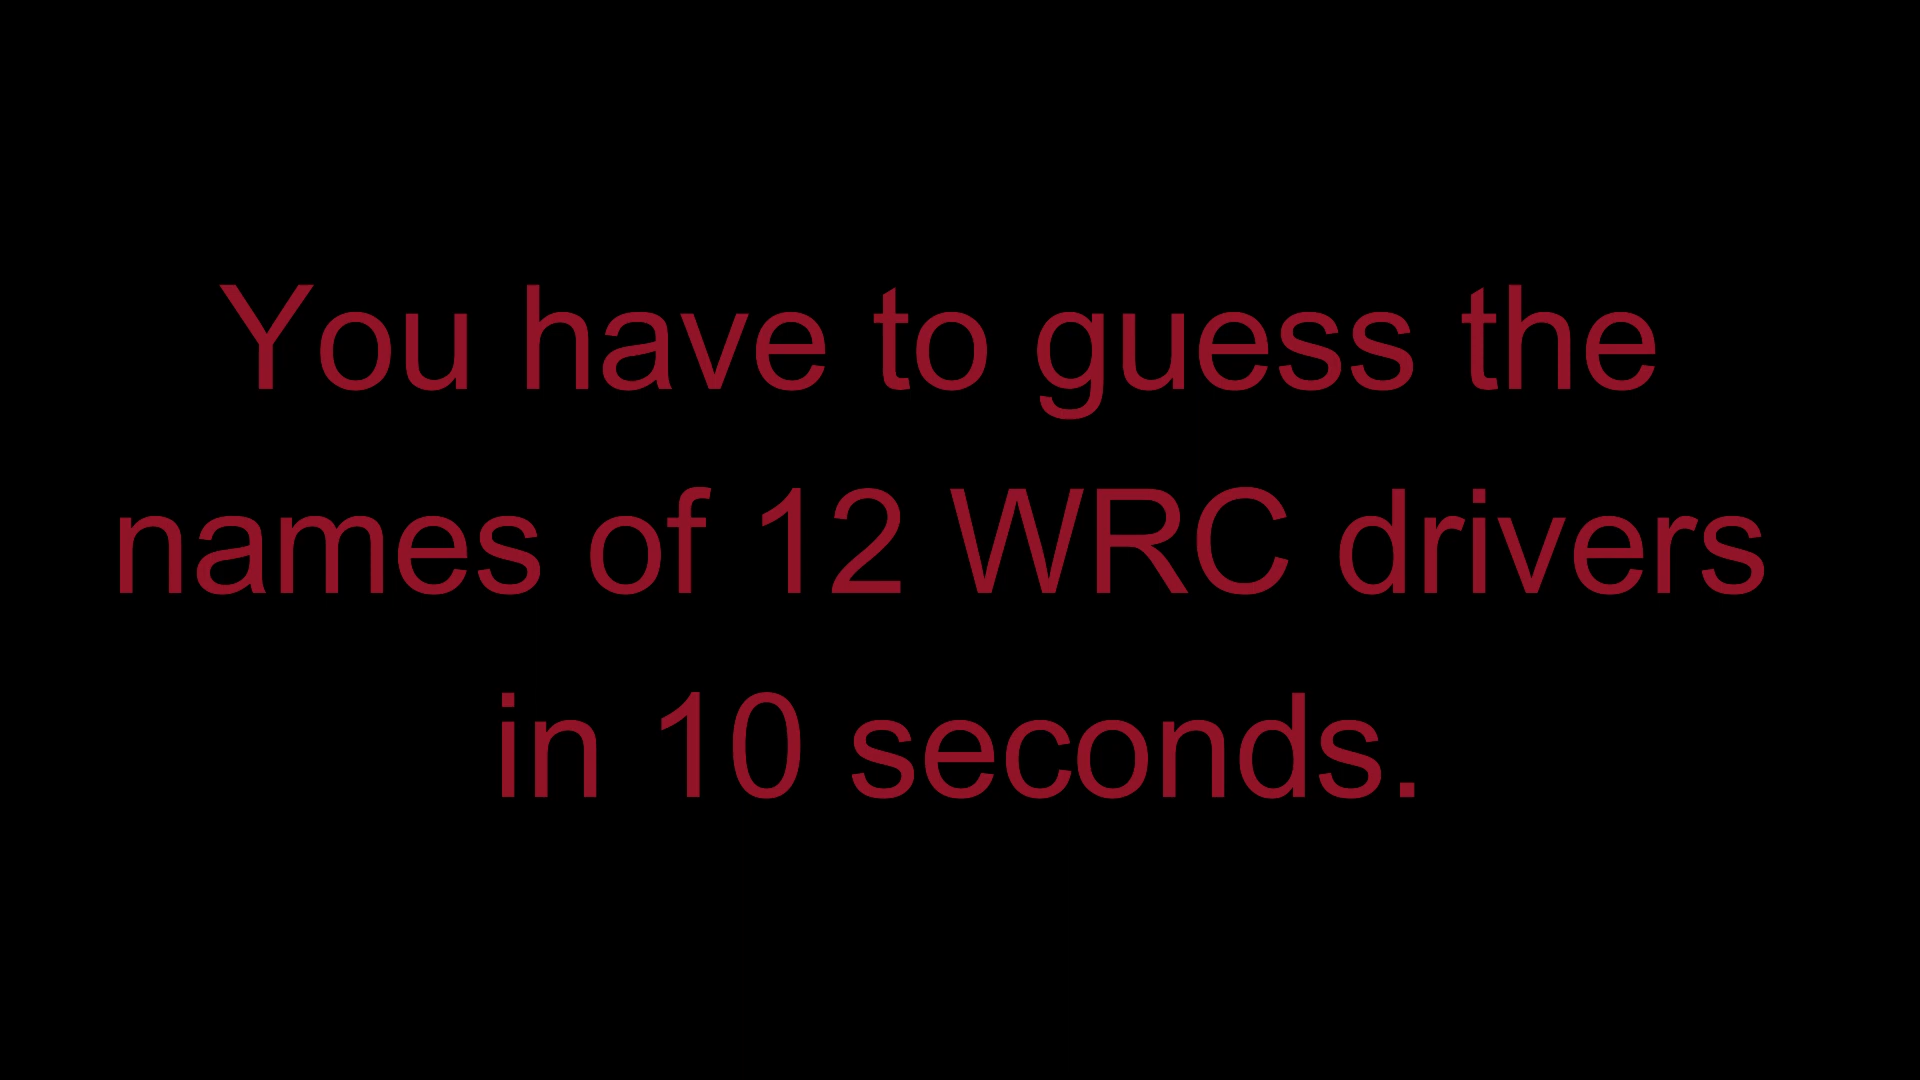 You have to guess the
names of 12 WRC drivers
in 10 seconds.